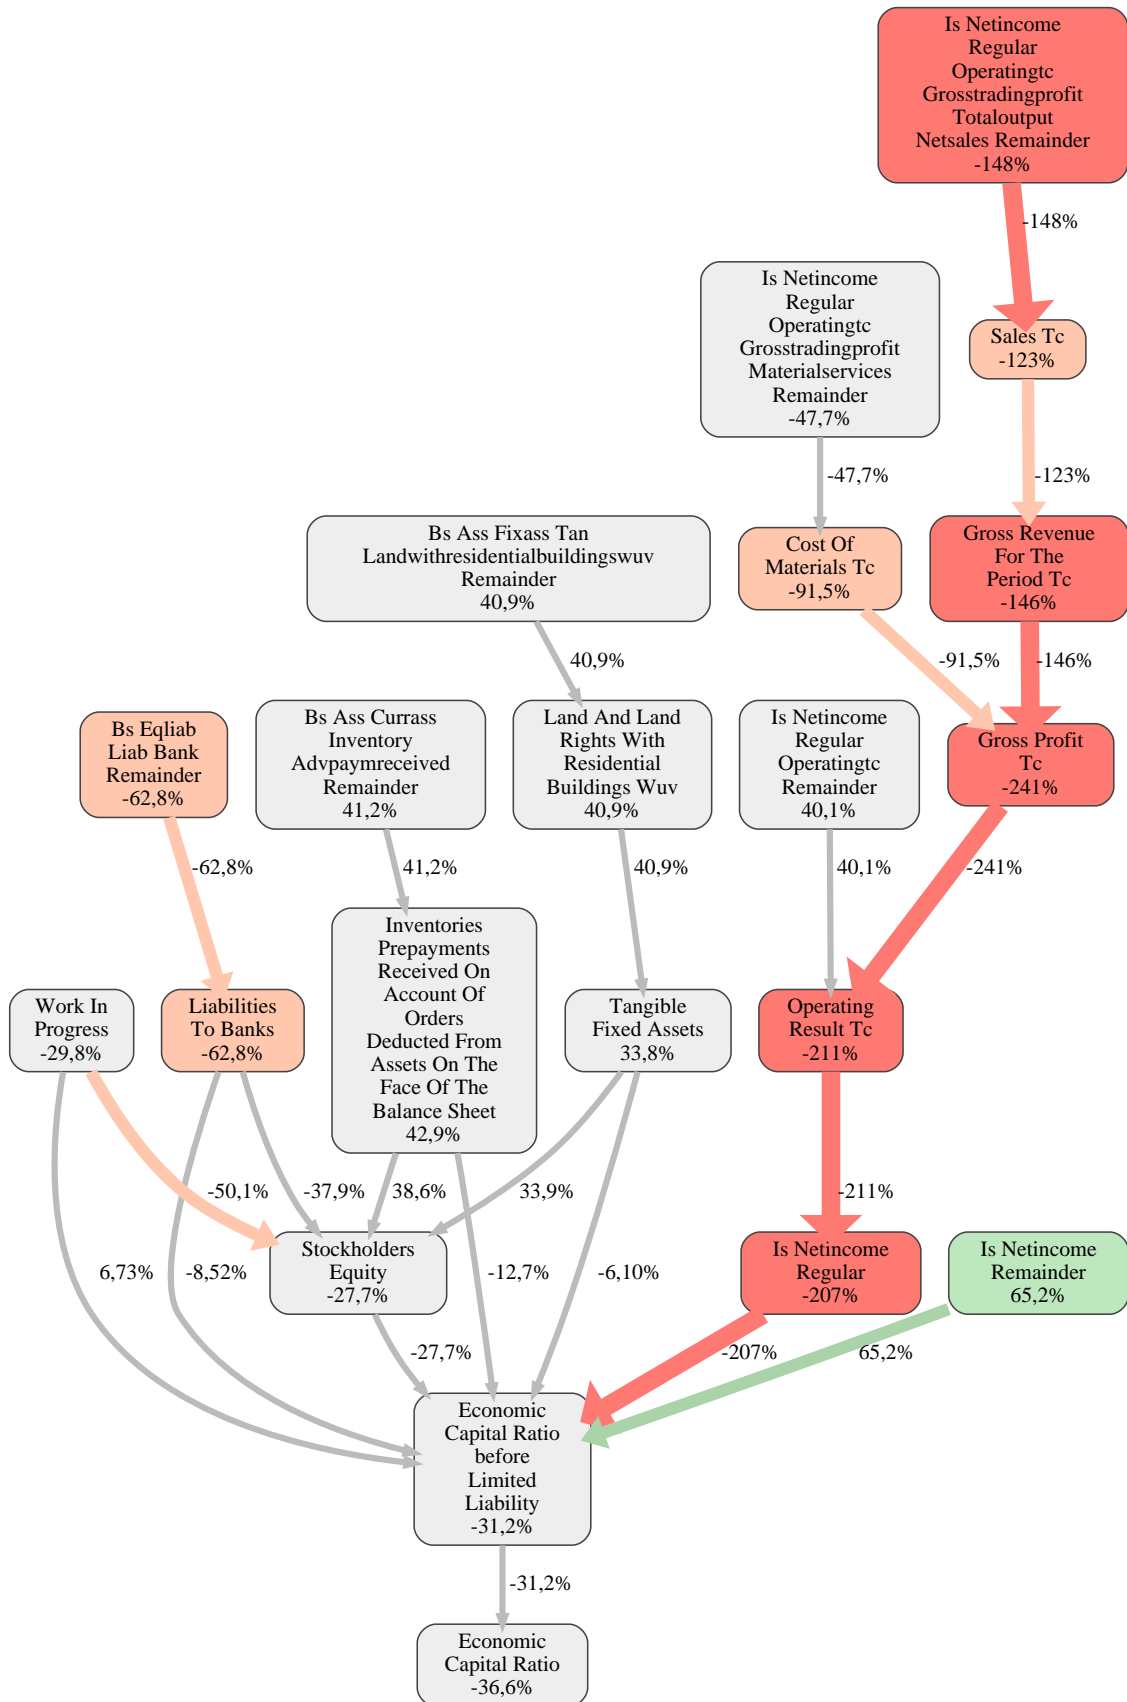 Is Netincome
Regular
Operatingtc
Grosstradingprofit
Totaloutput
Netsales Remainder
-148%
-148%
Is Netincome
Regular
Operatingtc
Grosstradingprofit
Materialservices
Remainder
-47,7%
Sales Tc
-123%
-47,7%
-123%
Bs Ass Fixass Tan
Landwithresidentialbuildingswuv
Remainder
40,9%
Cost Of
Materials Tc
-91,5%
Gross Revenue
For The
Period Tc
-146%
40,9%
-91,5%
-146%
Bs Eqliab
Liab Bank
Remainder
-62,8%
Bs Ass Currass
Inventory
Advpaymreceived
Remainder
41,2%
Land And Land
Rights With
Residential
Buildings Wuv
40,9%
Is Netincome
Regular
Operatingtc
Remainder
40,1%
Gross Profit
Tc
-241%
-62,8%
41,2%
40,9%
40,1%
-241%
Work In
Progress
-29,8%
Liabilities
To Banks
-62,8%
Inventories
Prepayments
Received On
Account Of
Orders
Deducted From
Assets On The
Face Of The
Balance Sheet
42,9%
Tangible
Fixed Assets
33,8%
Operating
Result Tc
-211%
-50,1%
-37,9%
38,6%
33,9%
-211%
6,73%
-8,52%
Stockholders
Equity
-27,7%
-12,7%
-6,10%
Is Netincome
Regular
-207%
Is Netincome
Remainder
65,2%
-27,7%
-207%
65,2%
Economic
Capital Ratio
before
Limited
Liability
-31,2%
-31,2%
Economic
Capital Ratio
-36,6%